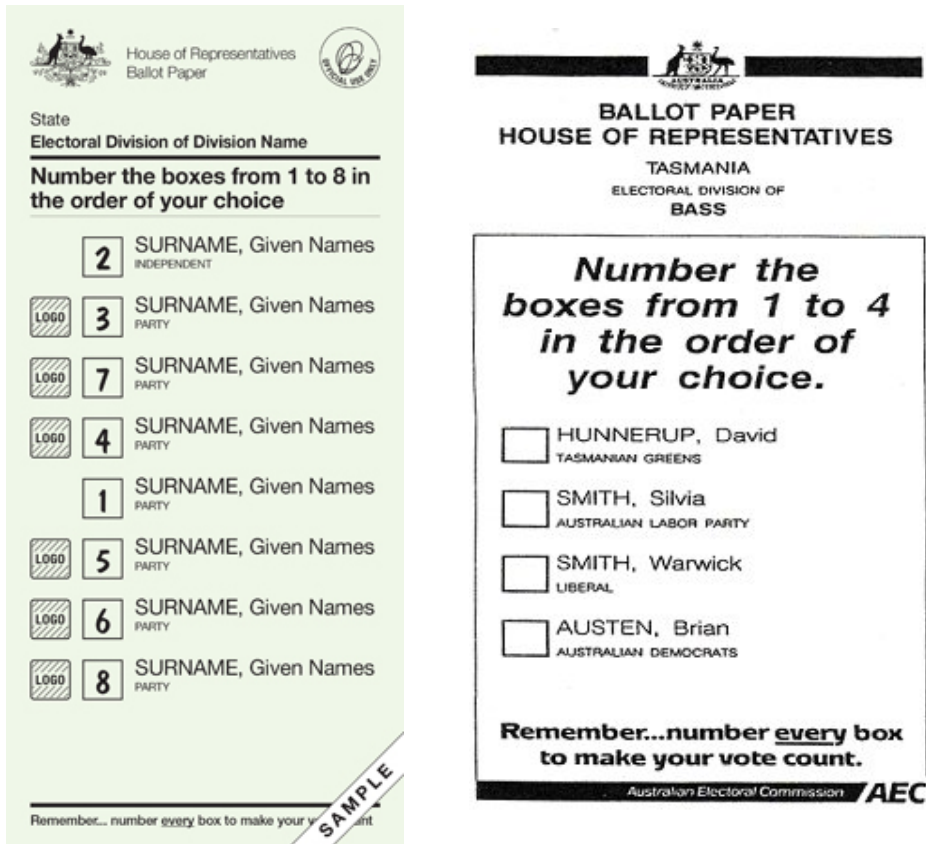 House of Representatives
Ballot Paper
OFFICIAL USE ONLY
State
Electoral Division of Division Name
Number the boxes from 1 to 8 in
the order of your choice
2 SURNAME, Given Names
INDEPENDENT
LOGO 3 SURNAME, Given Names
PARTY
LOGO 7 SURNAME, Given Names
PARTY
LOGO 4 SURNAME, Given Names
PARTY
1 SURNAME, Given Names
PARTY
LOGO 5 SURNAME, Given Names
PARTY
LOGO 6 SURNAME, Given Names
PARTY
LOGO 8 SURNAME, Given Names
PARTY
SAMPLE
Remember... number every box to make your
AUSTRALIA
BALLOT PAPER
HOUSE OF REPRESENTATIVES
TASMANIA
ELECTORAL DIVISION OF
BASS
Number the
boxes from 1 to 4
in the order of
your choice.
HUNNERUP, David
TASMANIAN GREENS
SMITH, Silvia
AUSTRALIAN LABOR PARTY
SMITH, Warwick
LIBERAL
AUSTEN, Brian
AUSTRALIAN DEMOCRATS
Remember...number every box
to make your vote count.
Australian Electoral Commission AEC